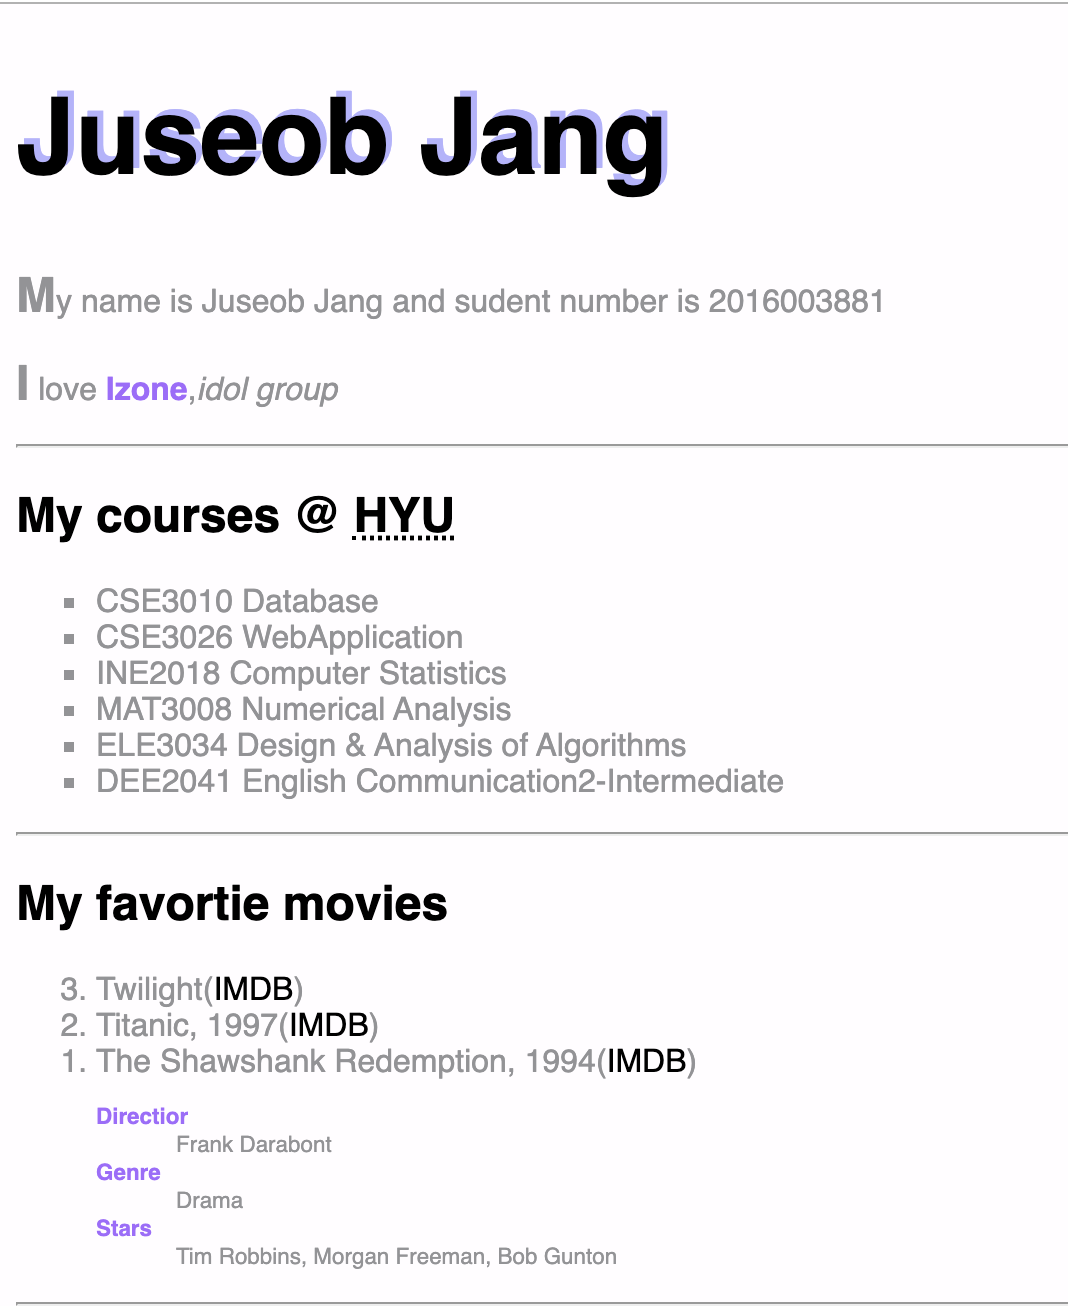 Juseob Jang
My name is Juseob Jang and sudent number is 2016003881
I love Izone,idol group
My courses @ HYU
CSE3010 Database
CSE3026 WebApplication
INE2018 Computer Statistics
MAT3008 Numerical Analysis
ELE3034 Design & Analysis of Algorithms
DEE2041 English Communication2-Intermediate
My favortie movies
3. Twilight(IMDB)
2. Titanic, 1997(IMDB)
1. The Shawshank Redemption, 1994(IMDB)
Directior
Frank Darabont
Genre
Drama
Stars
Tim Robbins, Morgan Freeman, Bob Gunton